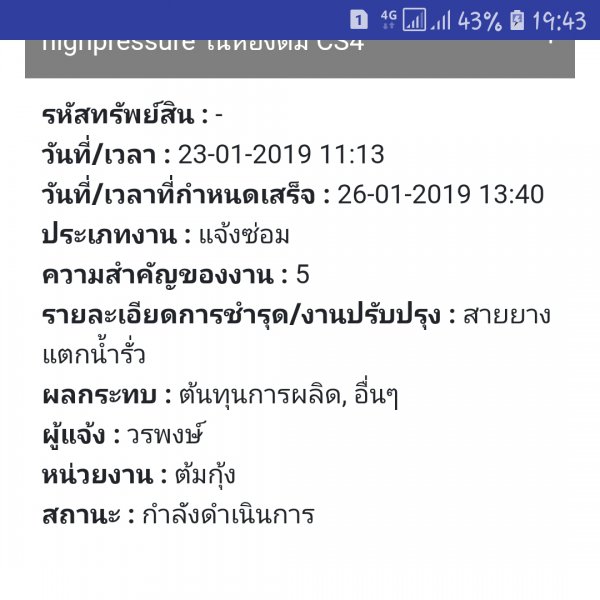 1 4G 43% 19:43
highpressure ในห้องต้ม CS4
รหัสทรัพย์สิน : -
วันที่/เวลา : 23-01-2019 11:13
วันที่/เวลาที่กำหนดเสร็จ : 26-01-2019 13:40
ประเภทงาน : แจ้งซ่อม
ความสำคัญของงาน : 5
รายละเอียดการชำรุด/งานปรับปรุง : สายยาง
แตกน้ำรั่ว
ผลกระทบ : ต้นทุนการผลิต, อื่นๆ
ผู้แจ้ง : วรพงษ์
หน่วยงาน : ต้มกุ้ง
สถานะ : กำลังดำเนินการ